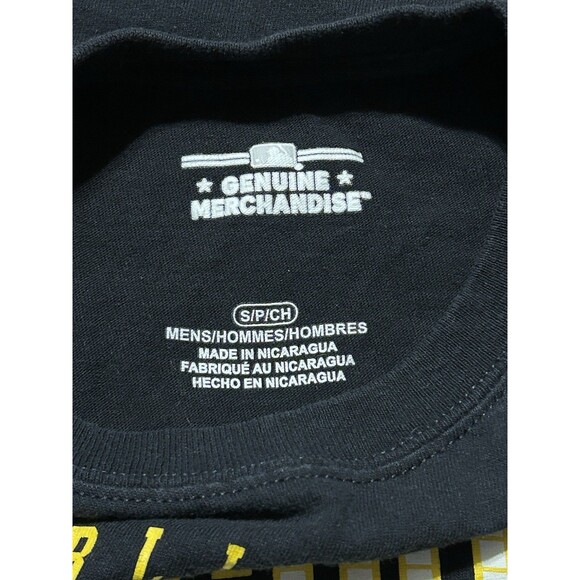 ★ GENUINE ★
MERCHANDISE™
S/P/CH
MENS/HOMMES/HOMBRES
MADE IN NICARAGUA
FABRIQUÉ AU NICARAGUA
HECHO EN NICARAGUA